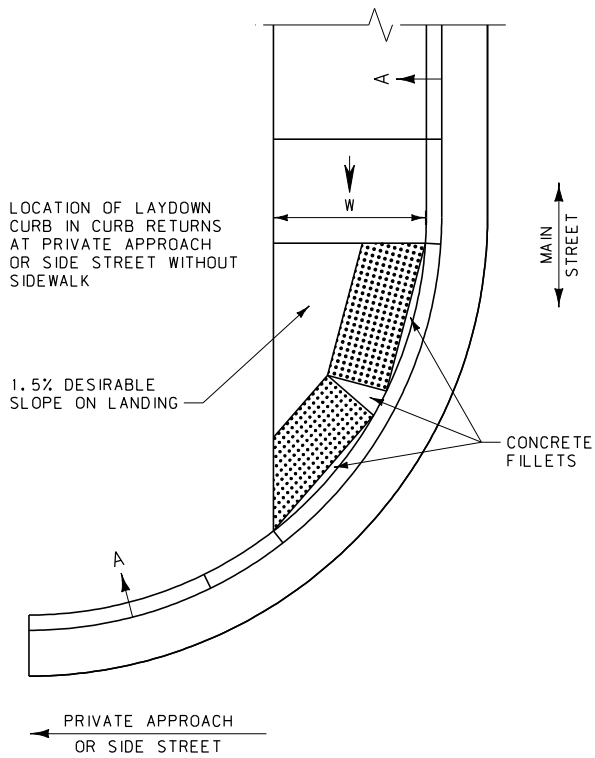 A
W
LOCATION OF LAYDOWN
CURB IN CURB RETURNS
AT PRIVATE APPROACH
OR SIDE STREET WITHOUT
SIDEWALK
MAIN
STREET
1.5% DESIRABLE
SLOPE ON LANDING
CONCRETE
FILLETS
A
PRIVATE APPROACH
OR SIDE STREET